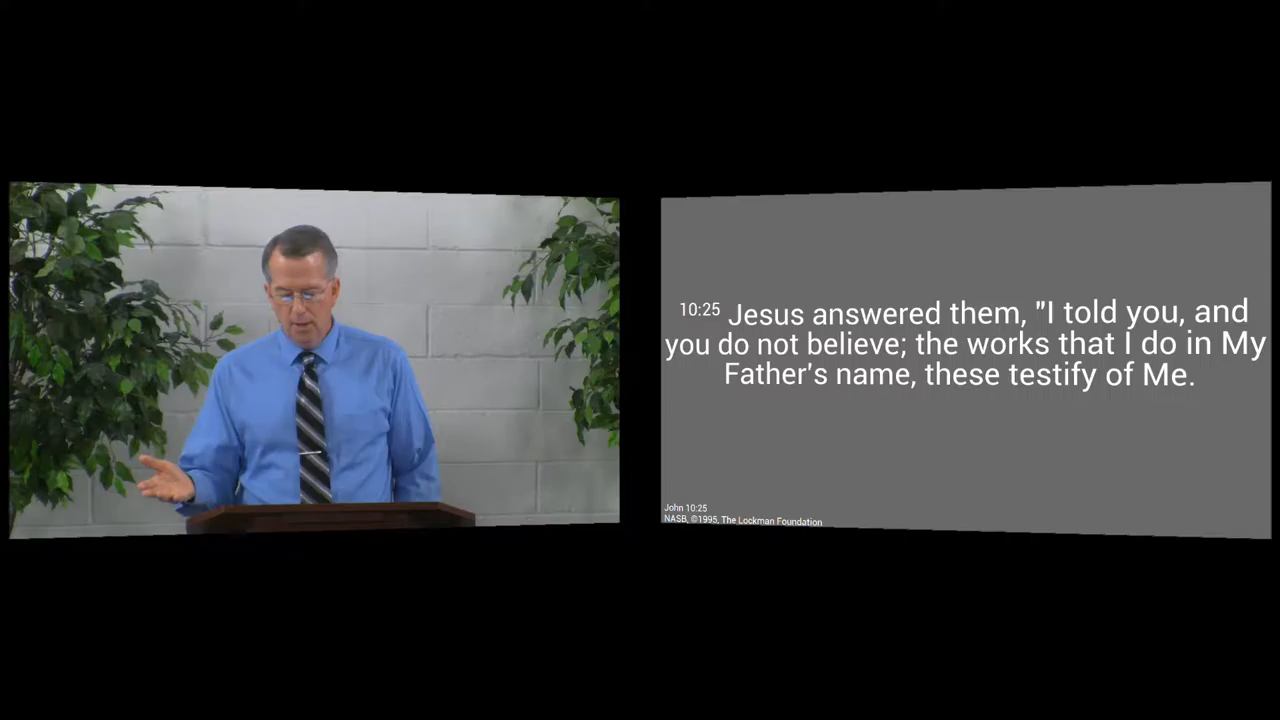 10:25 Jesus answered them, "I told you, and
you do not believe; the works that I do in My
Father's name, these testify of Me.
John 10:25
NASB, ©1995, The Lockman Foundation